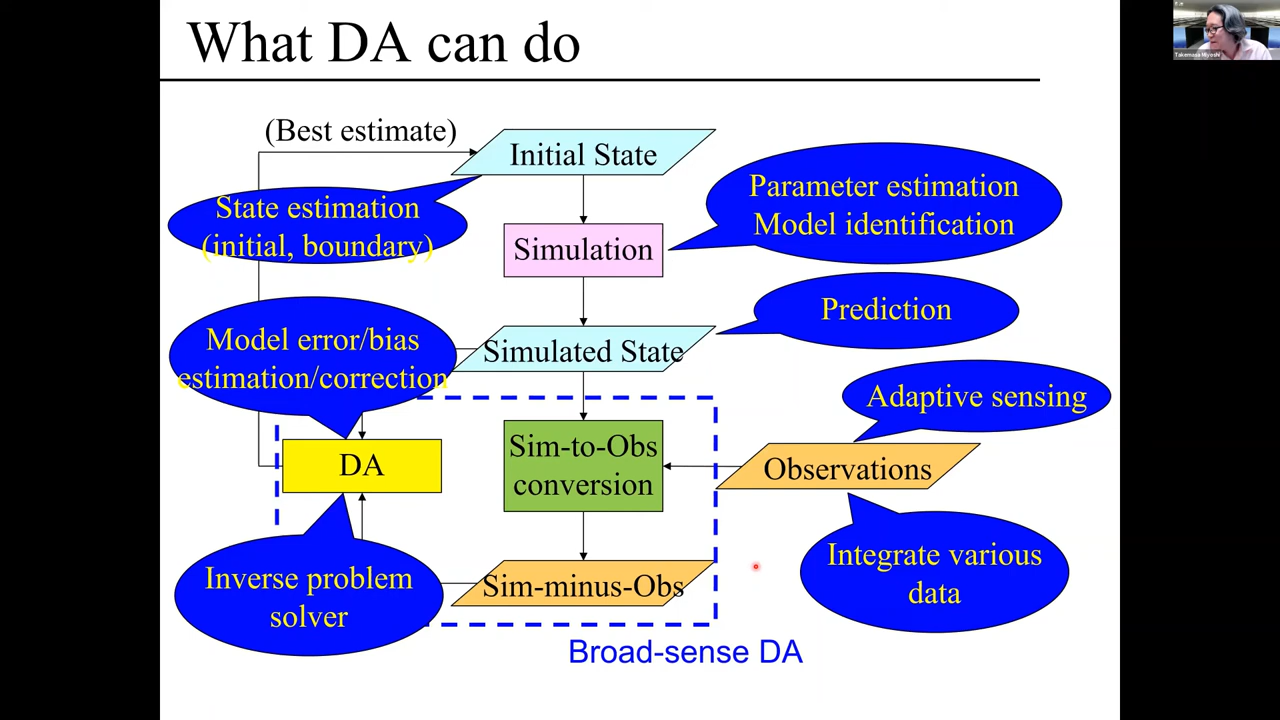 What DA can do
Takemasa Miyoshi
(Best estimate)
Initial State
Parameter estimation
Model identification
State estimation
(initial, boundary)
Simulation
Prediction
Model error/bias
estimation/correction
Simulated State
Adaptive sensing
Sim-to-Obs
conversion
DA
Observations
Integrate various
data
Inverse problem
solver
Sim-minus-Obs
Broad-sense DA